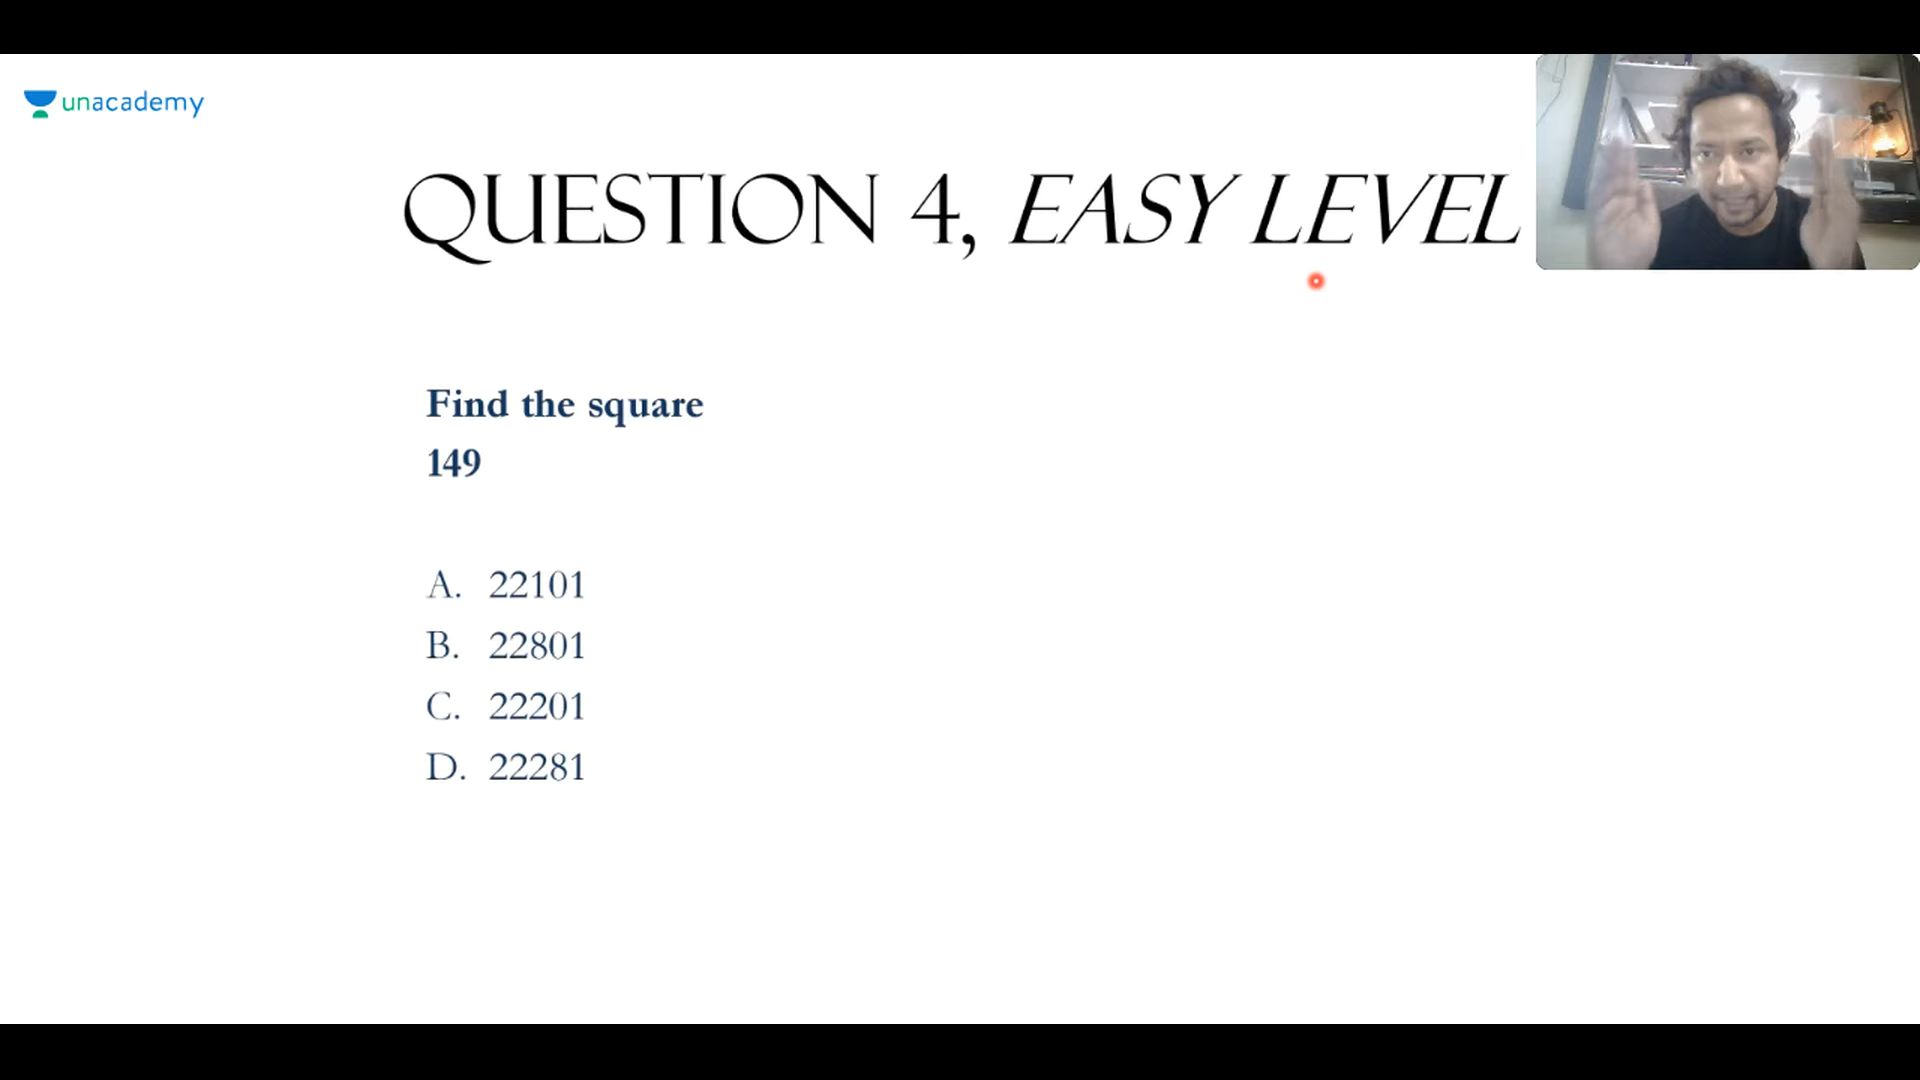 unacademy
QUESTION 4, EASY LEVEL
Find the square
149
A. 22101
B. 22801
C. 22201
D. 22281